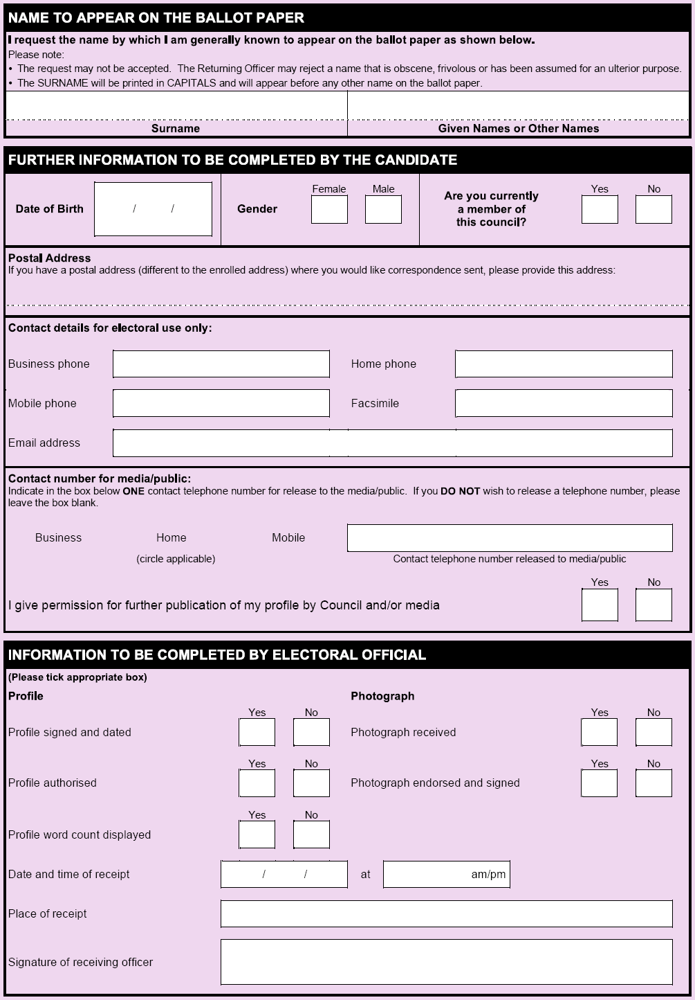 NAME TO APPEAR ON THE BALLOT PAPER
I request the name by which I am generally known to appear on the ballot paper as shown below.
Please note:
• The request may not be accepted. The Returning Officer may reject a name that is obscene, frivolous or has been assumed for an ulterior purpose.
• The SURNAME will be printed in CAPITALS and will appear before any other name on the ballot paper.
Surname Given Names or Other Names
FURTHER INFORMATION TO BE COMPLETED BY THE CANDIDATE
Date of Birth / /
Gender Female Male
Are you currently
a member of
this council?
Yes No
Postal Address
If you have a postal address (different to the enrolled address) where you would like correspondence sent, please provide this address:
Contact details for electoral use only:
Business phone Home phone
Mobile phone Facsimile
Email address
Contact number for media/public:
Indicate in the box below ONE contact telephone number for release to the media/public. If you DO NOT wish to release a telephone number, please
leave the box blank.
Business Home Mobile
(circle applicable) Contact telephone number released to media/public
Yes No
I give permission for further publication of my profile by Council and/or media
INFORMATION TO BE COMPLETED BY ELECTORAL OFFICIAL
(Please tick appropriate box)
Profile Photograph
Yes No Yes No
Profile signed and dated Photograph received
Yes No Yes No
Profile authorised Photograph endorsed and signed
Yes No
Profile word count displayed
Date and time of receipt / / at am/pm
Place of receipt
Signature of receiving officer